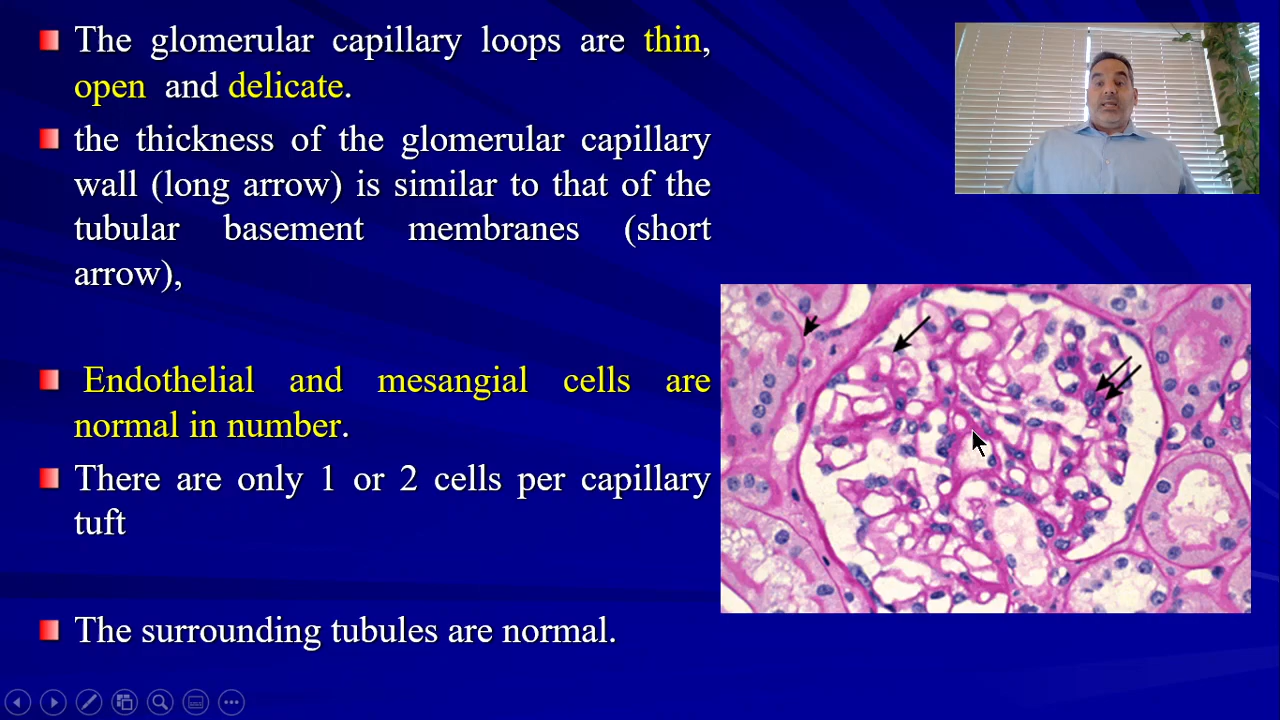 The glomerular capillary loops are thin,
open and delicate.
the thickness of the glomerular capillary
wall (long arrow) is similar to that of the
tubular basement membranes (short
arrow),
Endothelial and mesangial cells are
normal in number.
There are only 1 or 2 cells per capillary
tuft
The surrounding tubules are normal.